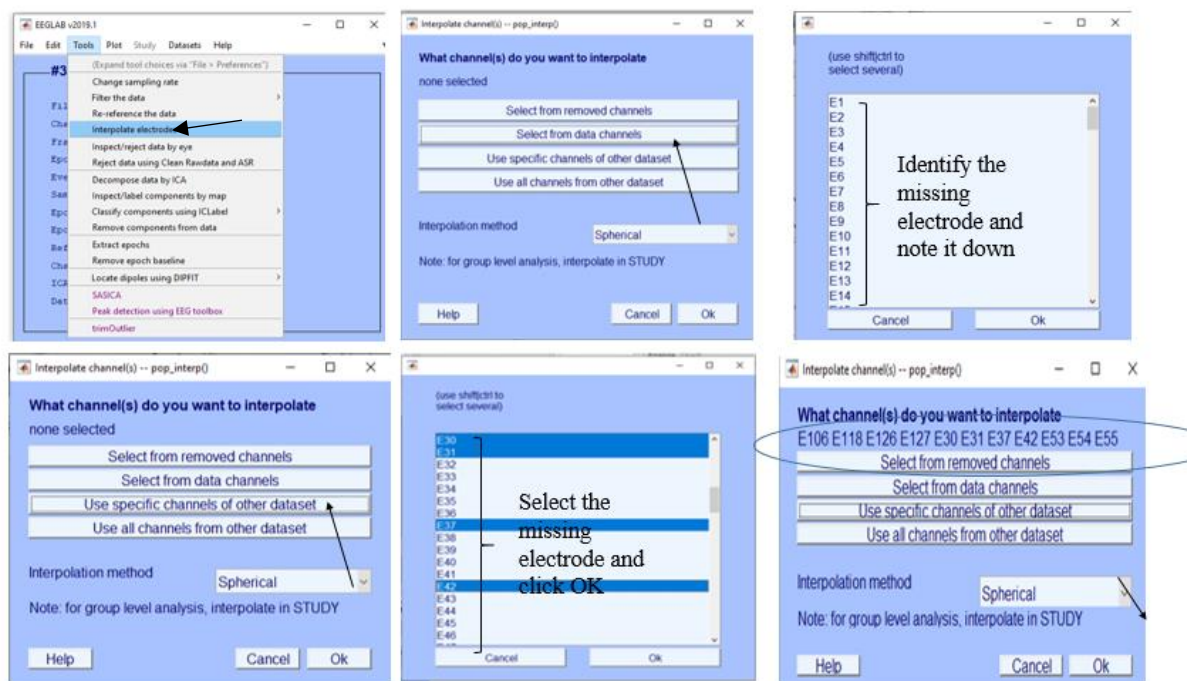 EEGLAB v2019.1
File Edit Tools Plot Study Datasets Help
#3
(Expand tool choices via "File > Preferences")
Change sampling rate
Filter the data
Re-reference the data
Interpolate electrode
Inspect/reject data by eye
Reject data using Clean Rawdata and ASR
Decompose data by ICA
Inspect/label components by map
Classify components using ICLabel
Remove components from data
Extract epochs
Remove epoch baseline
Locate dipoles using DIPFIT
SASICA
Peak detection using EEG toolbox
trimOutlier
Fil
Cha
Fre
Epo
Eve
Sam
Epo
Epo
Ref
Cha
ICA
Dat
Interpolate channel(s) -- pop_interp()
What channel(s) do you want to interpolate
none selected
Select from removed channels
Select from data channels
Use specific channels of other dataset
Use all channels from other dataset
Interpolation method
Spherical
Note: for group level analysis, interpolate in STUDY
Help Cancel Ok
(use shift|ctrl to
select several)
E1
E2
E3
E4
E5
E6
E7
E8
E9
E10
E11
E12
E13
E14
Identify the
missing
electrode and
note it down
Cancel Ok
Interpolate channel(s) -- pop_interp()
What channel(s) do you want to interpolate
none selected
Select from removed channels
Select from data channels
Use specific channels of other dataset
Use all channels from other dataset
Interpolation method
Spherical
Note: for group level analysis, interpolate in STUDY
Help Cancel Ok
(use shift|ctrl to
select several)
E30
E31
E32
E33
E34
E35
E36
E37
E38
E39
E40
E41
E42
E43
E44
E45
E46
Select the
missing
electrode and
click OK
Cancel Ok
Interpolate channel(s) -- pop_interp()
What channel(s) do you want to interpolate
E106 E118 E126 E127 E30 E31 E37 E42 E53 E54 E55
Select from removed channels
Select from data channels
Use specific channels of other dataset
Use all channels from other dataset
Interpolation method
Spherical
Note: for group level analysis, interpolate in STUDY
Help Cancel Ok